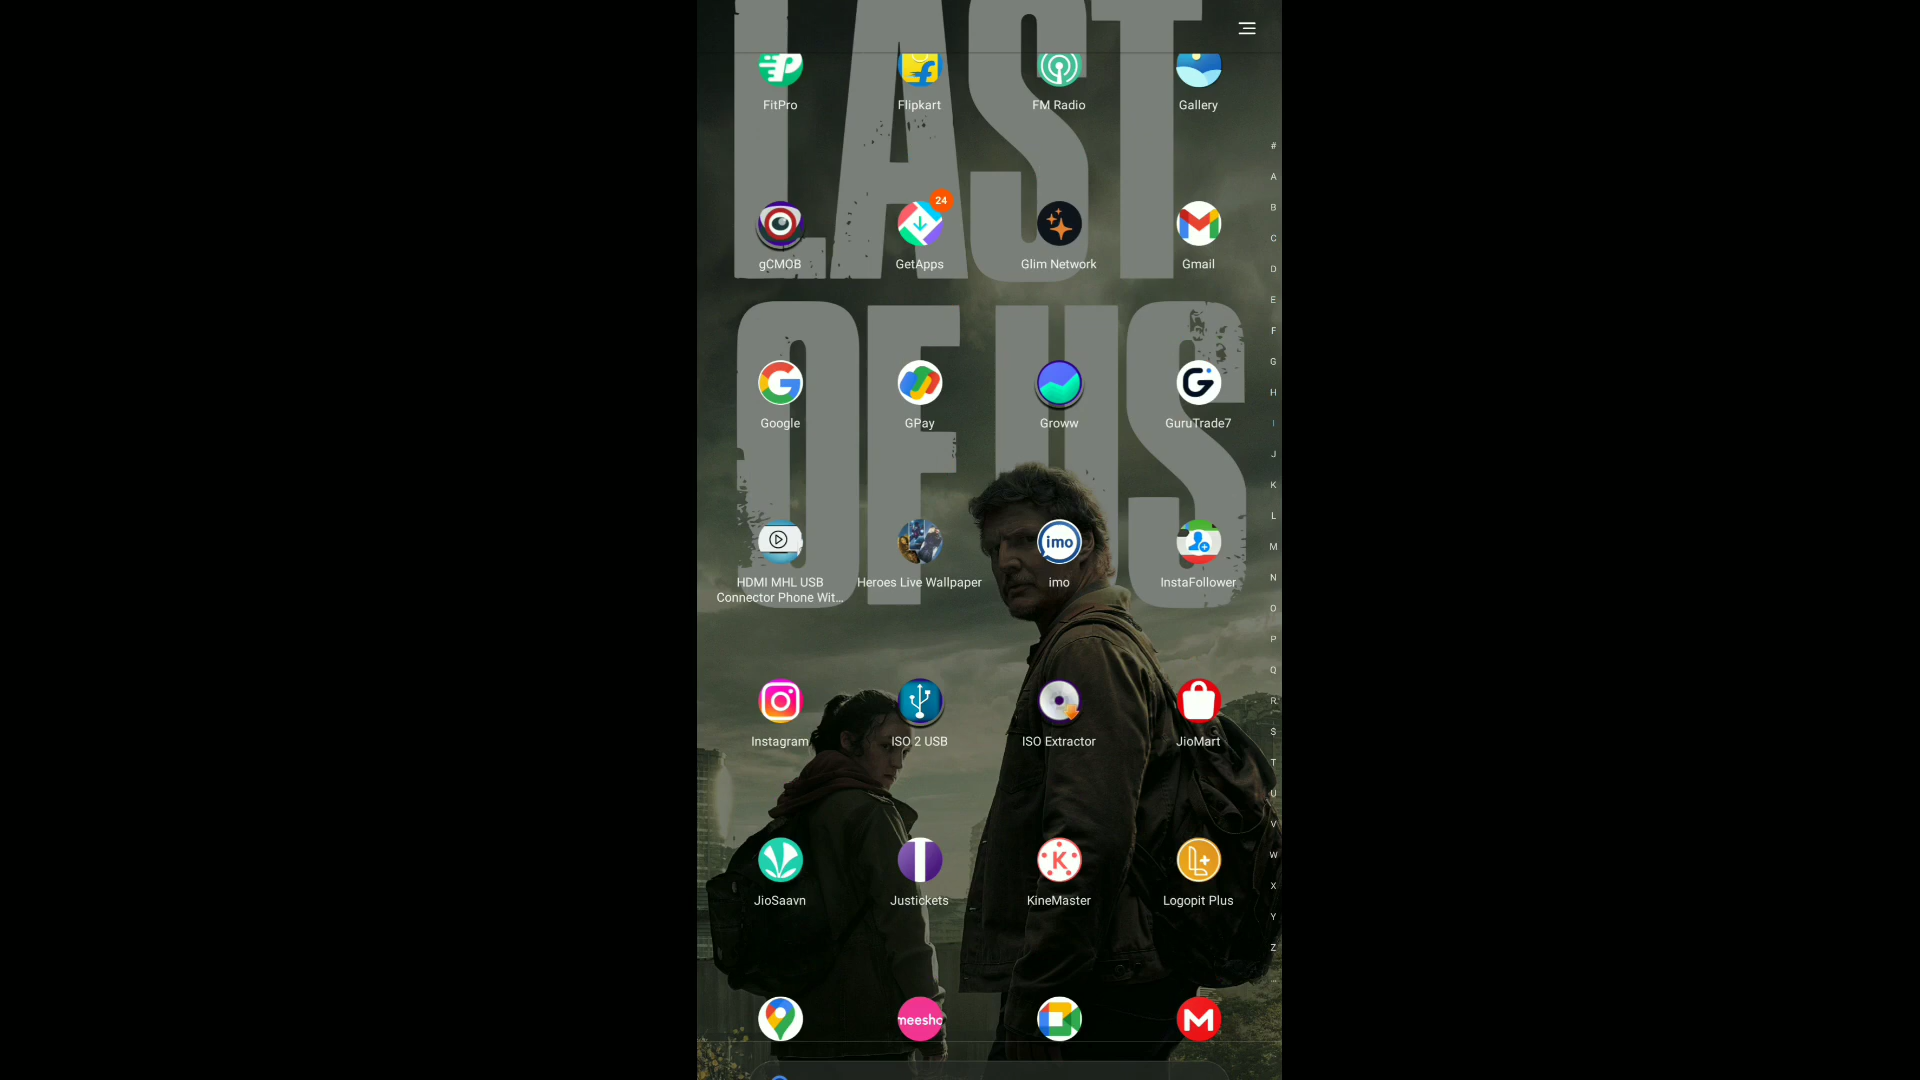 LAST
FitPro
Flipkart
FM Radio
Gallery
24
gCMOB
GetApps
Glim Network
Gmail
OF US
Google
GPay
Groww
GuruTrade7
imo
HDMI MHL USB
Connector Phone Wit...
Heroes Live Wallpaper
imo
InstaFollower
Instagram
ISO 2 USB
ISO Extractor
JioMart
K
JioSaavn
Justickets
KineMaster
Logopit Plus
meesho
M
#
A
B
C
D
E
F
G
H
I
J
K
L
M
N
O
P
Q
R
S
T
U
V
W
X
Y
Z